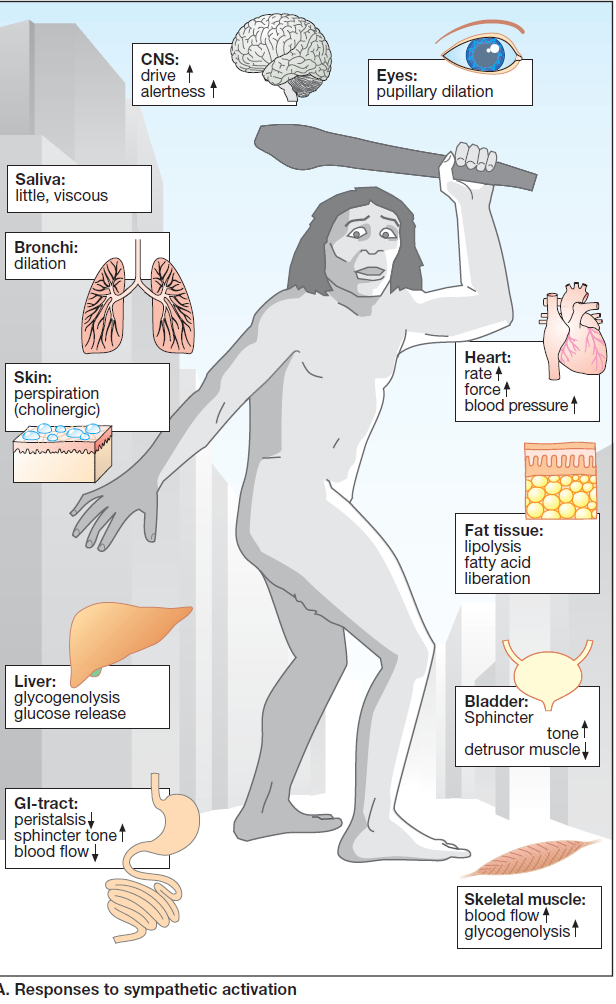 CNS:
drive ↑
alertness ↑
Eyes:
pupillary dilation
Saliva:
little, viscous
Bronchi:
dilation
Skin:
perspiration
(cholinergic)
Heart:
rate ↑
force ↑
blood pressure ↑
Fat tissue:
lipolysis
fatty acid
liberation
Liver:
glycogenolysis
glucose release
Bladder:
Sphincter
tone ↑
detrusor muscle ↓
GI-tract:
peristalsis ↓
sphincter tone ↑
blood flow ↓
Skeletal muscle:
blood flow ↑
glycogenolysis ↑
A. Responses to sympathetic activation